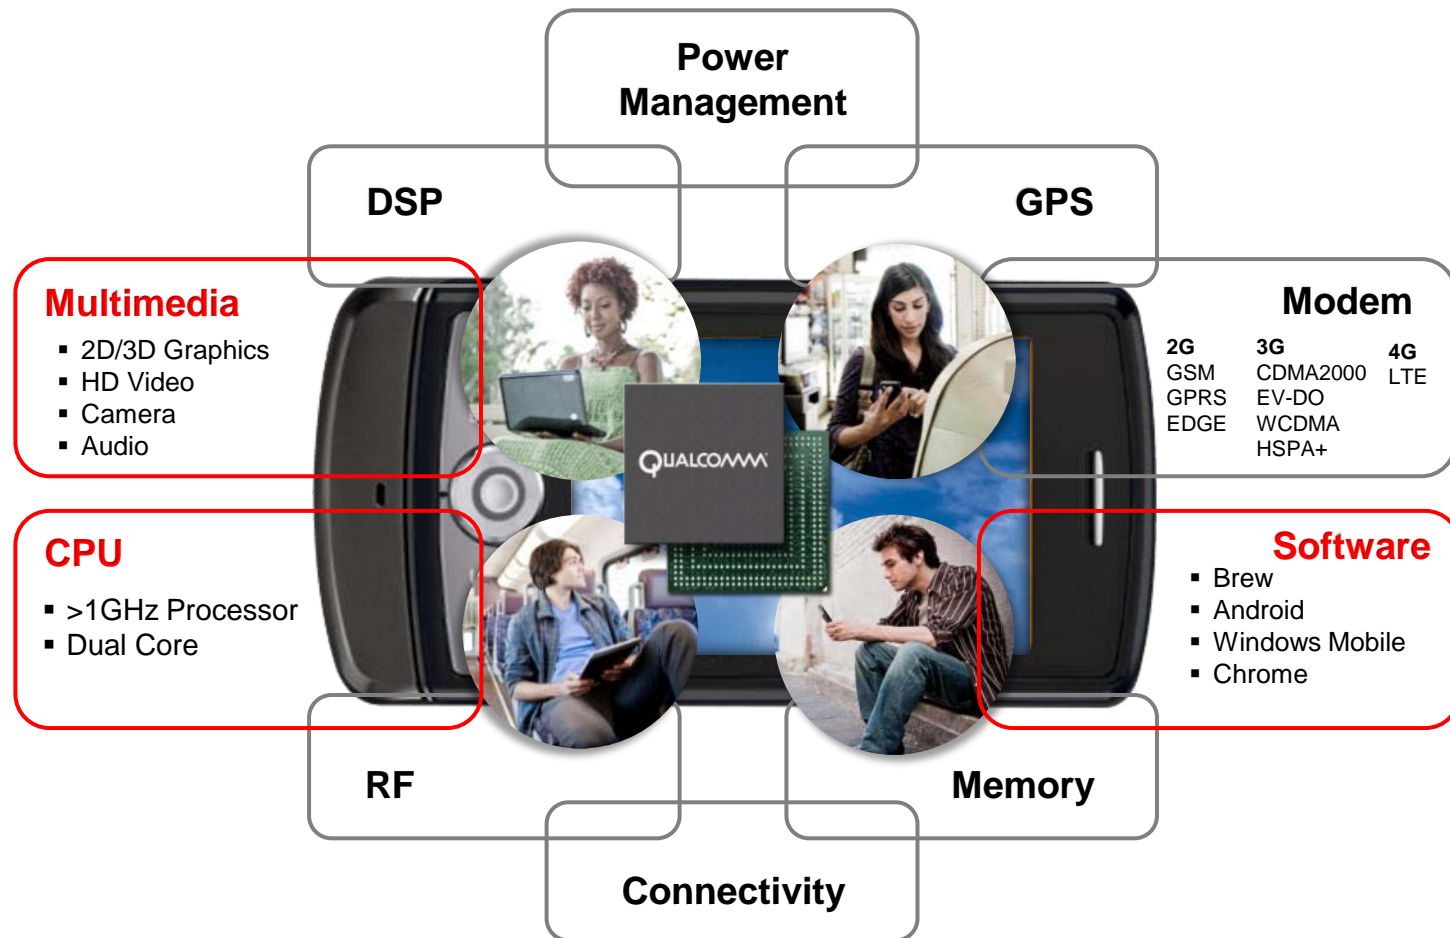 Power
Management
DSP
GPS
Multimedia
▪ 2D/3D Graphics
▪ HD Video
▪ Camera
▪ Audio
Modem
2G 3G 4G
GSM CDMA2000 LTE
GPRS EV-DO
EDGE WCDMA
HSPA+
QUALCOMM
CPU
▪ >1GHz Processor
▪ Dual Core
Software
▪ Brew
▪ Android
▪ Windows Mobile
▪ Chrome
RF
Memory
Connectivity